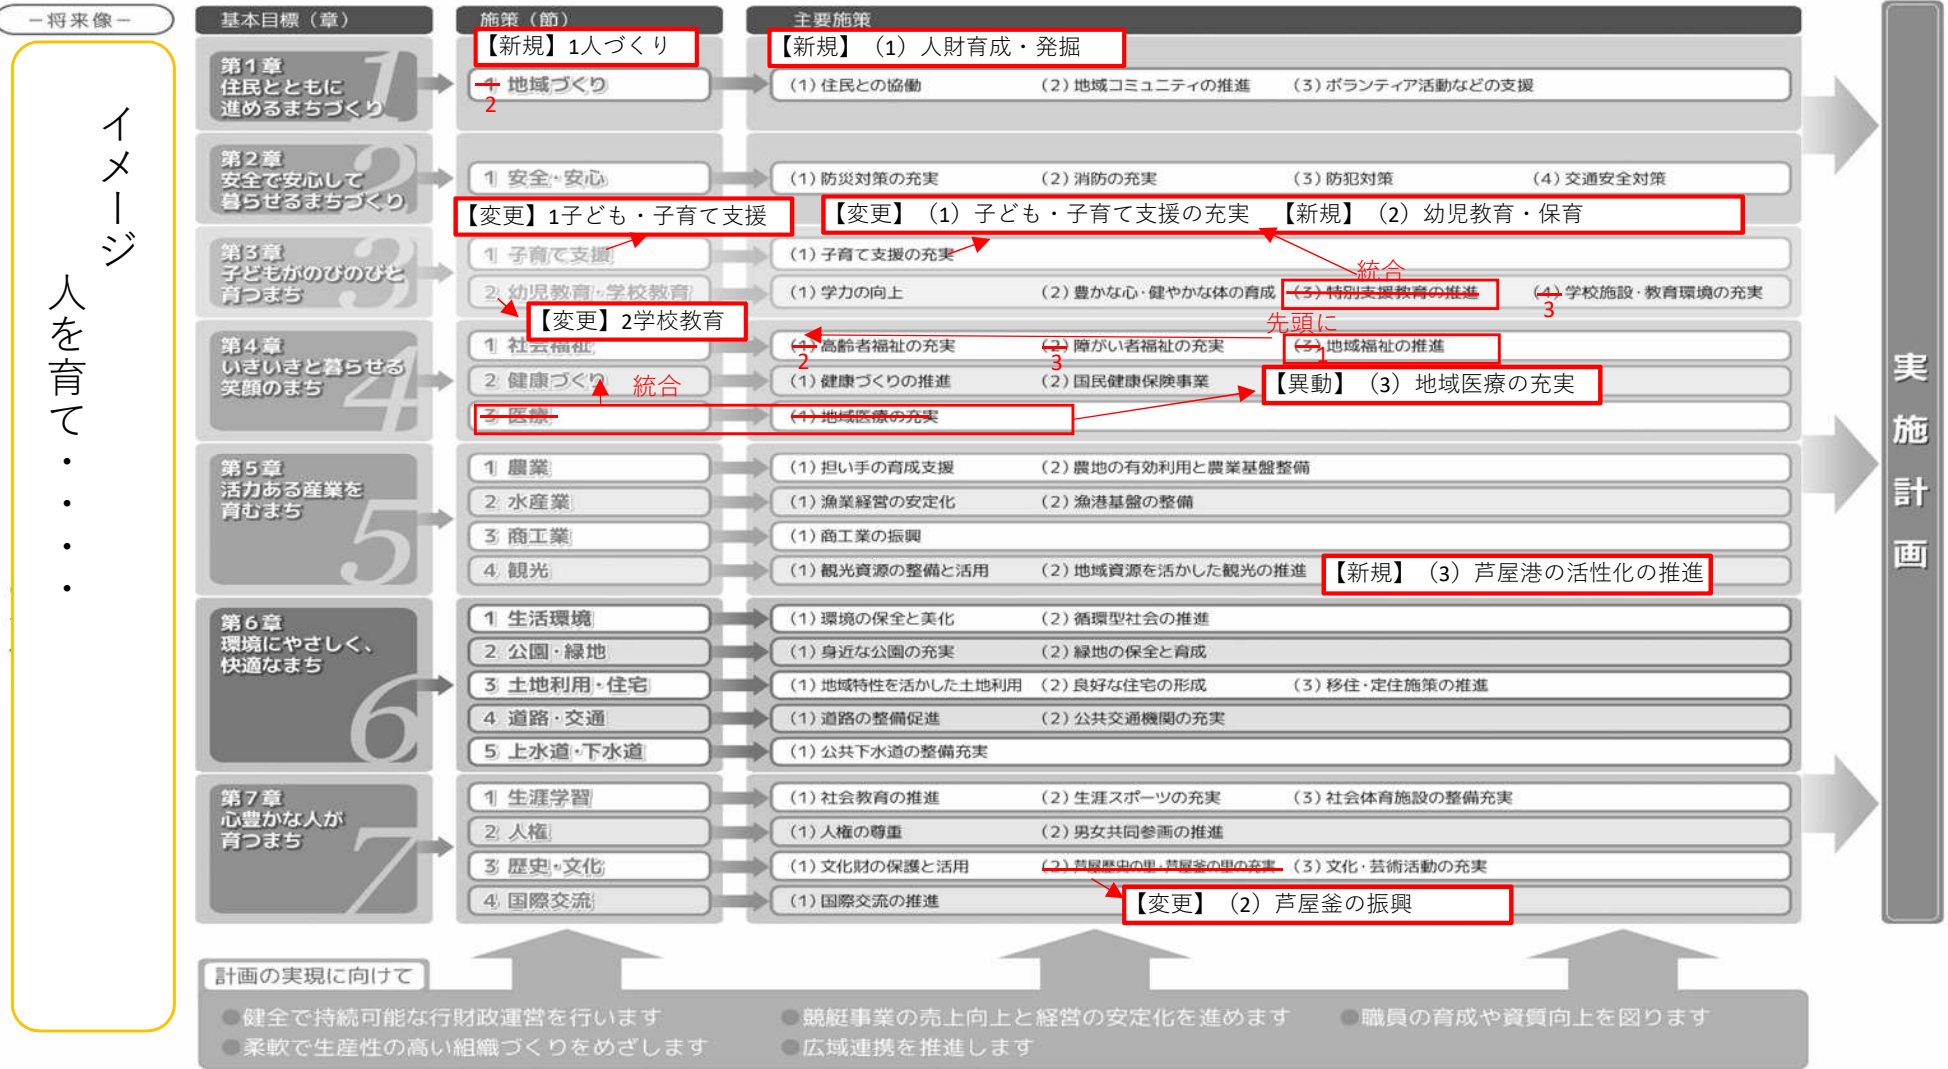 －将来像－
イメージ
人を育て・・・・・
基本目標（章）
施策（節）
主要施策
第1章
住民とともに
進めるまちづくり
1
【新規】1人づくり
【新規】（1）人財育成・発掘
1 地域づくり
2
(1)住民との協働
(2)地域コミュニティの推進
(3)ボランティア活動などの支援
第2章
安全で安心して
暮らせるまちづくり
2
1 安全・安心
(1)防災対策の充実
(2)消防の充実
(3)防犯対策
(4)交通安全対策
【変更】1子ども・子育て支援
【変更】（1）子ども・子育て支援の充実 【新規】（2）幼児教育・保育
第3章
子どもがのびのびと
育つまち
3
1 子育て支援
(1)子育て支援の充実
統合
2 幼児教育・学校教育
(1)学力の向上
(2)豊かな心・健やかな体の育成
(3)特別支援教育の推進
(4)学校施設・教育環境の充実
3
【変更】2学校教育
先頭に
第4章
いきいきと暮らせる
笑顔のまち
4
1 社会福祉
(1)高齢者福祉の充実
2
(2)障がい者福祉の充実
3
(3)地域福祉の推進
1
2 健康づくり
統合
(1)健康づくりの推進
(2)国民健康保険事業
【異動】（3）地域医療の充実
3 医療
(1)地域医療の充実
第5章
活力ある産業を
育むまち
5
1 農業
(1)担い手の育成支援
(2)農地の有効利用と農業基盤整備
2 水産業
(1)漁業経営の安定化
(2)漁港基盤の整備
3 商工業
(1)商工業の振興
4 観光
(1)観光資源の整備と活用
(2)地域資源を活かした観光の推進
【新規】（3）芦屋港の活性化の推進
第6章
環境にやさしく、
快適なまち
6
1 生活環境
(1)環境の保全と美化
(2)循環型社会の推進
2 公園・緑地
(1)身近な公園の充実
(2)緑地の保全と育成
3 土地利用・住宅
(1)地域特性を活かした土地利用
(2)良好な住宅の形成
(3)移住・定住施策の推進
4 道路・交通
(1)道路の整備促進
(2)公共交通機関の充実
5 上水道・下水道
(1)公共下水道の整備充実
第7章
心豊かな人が
育つまち
7
1 生涯学習
(1)社会教育の推進
(2)生涯スポーツの充実
(3)社会体育施設の整備充実
2 人権
(1)人権の尊重
(2)男女共同参画の推進
3 歴史・文化
(1)文化財の保護と活用
(2)芦屋歴史の里・芦屋釜の里の充実
(3)文化・芸術活動の充実
4 国際交流
(1)国際交流の推進
【変更】（2）芦屋釜の振興
実施計画
計画の実現に向けて
●健全で持続可能な行財政運営を行います
●競艇事業の売上向上と経営の安定化を進めます
●職員の育成や資質向上を図ります
●柔軟で生産性の高い組織づくりをめざします
●広域連携を推進します